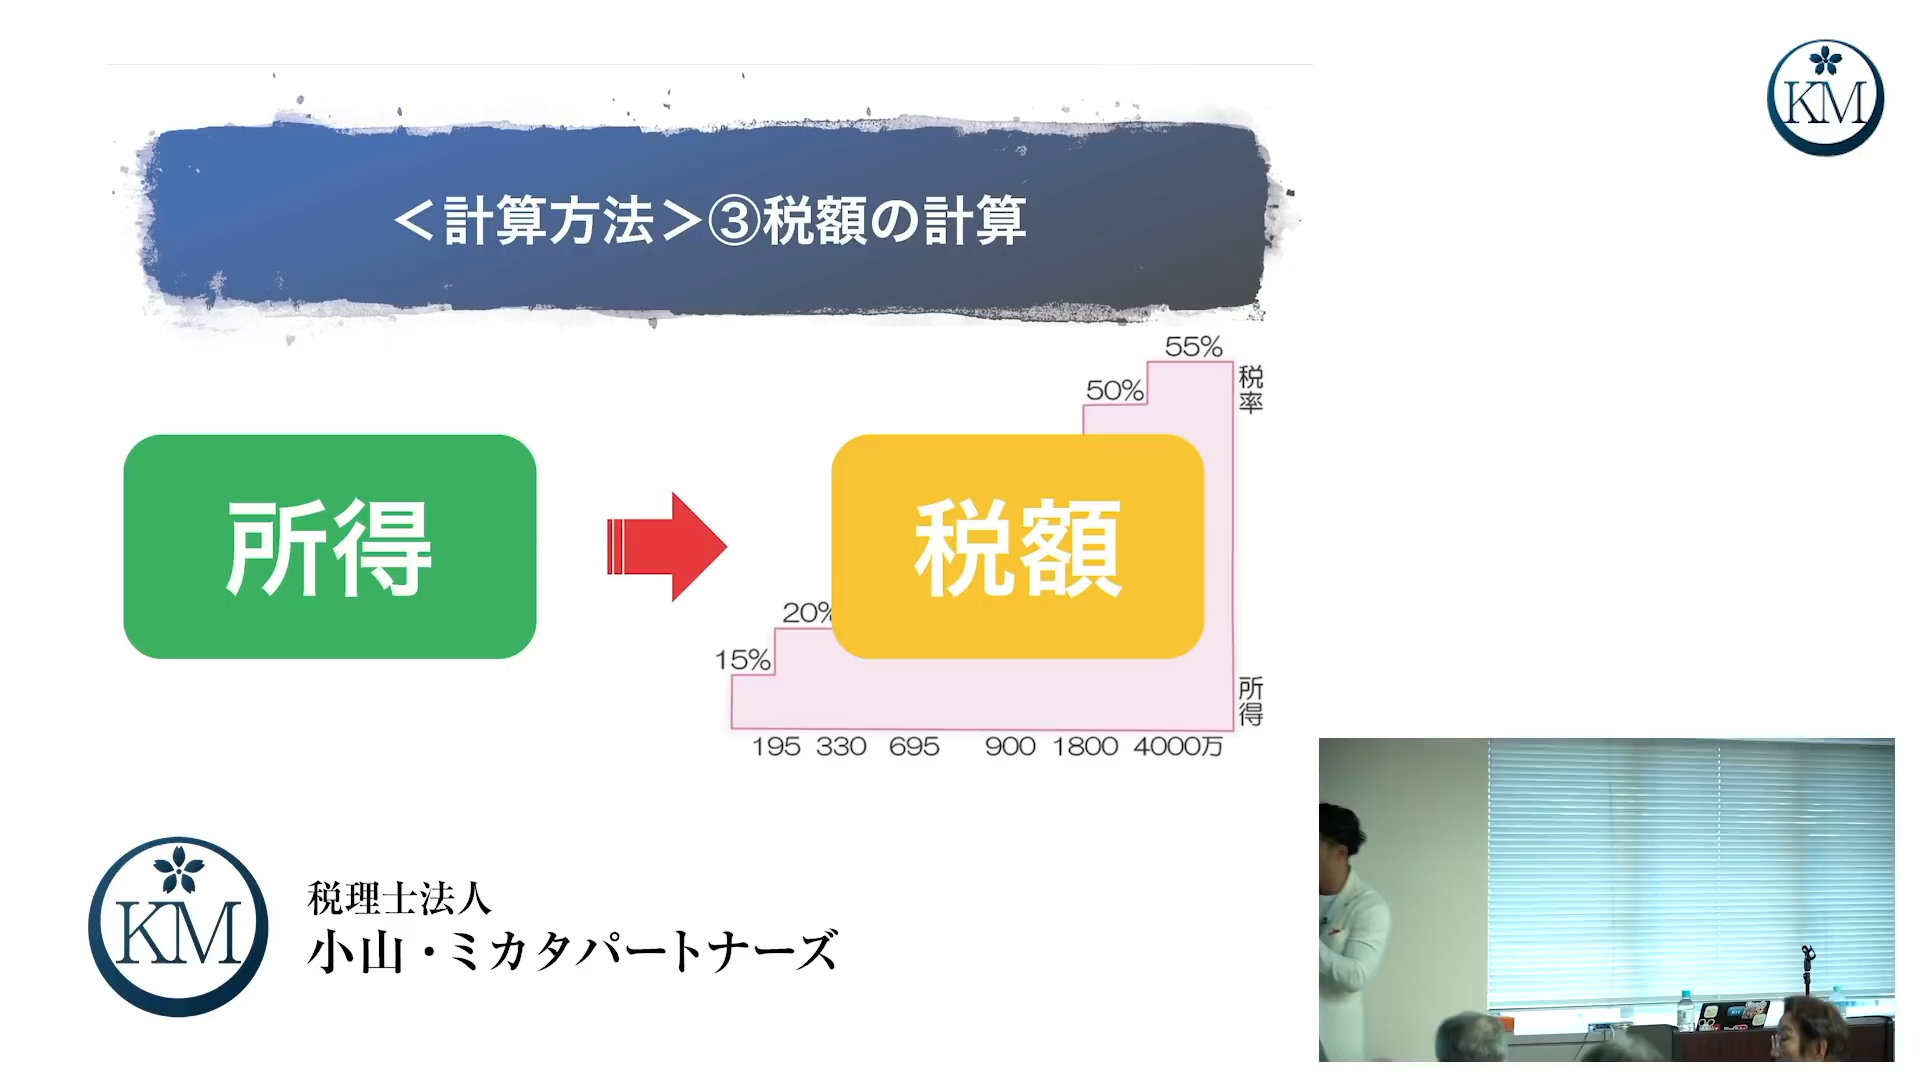 KM
＜計算方法＞③税額の計算
55%
税率
50%
所得
税額
20%
15%
所得
195 330 695 900 1800 4000万
KM
税理士法人
小山・ミカタパートナーズ